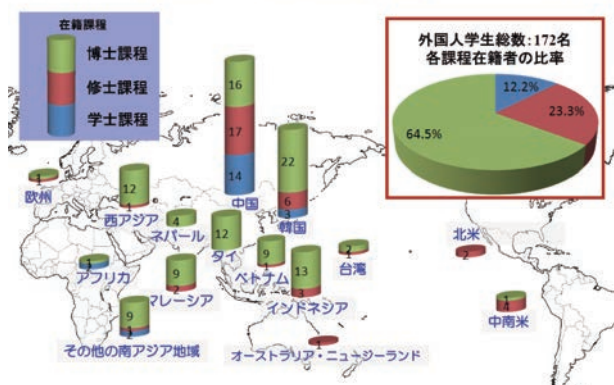 在籍課程
博士課程
修士課程
学士課程
外国人学生総数：172名
各課程在籍者の比率
12.2%
23.3%
64.5%
16
17
14
中国
22
6
3
韓国
1
欧州
12
1
西アジア
4
ネパール
12
タイ
9
1
ベトナム
2
1
台湾
北米
2
1
アフリカ
9
2
マレーシア
13
3
インドネシア
1
4
中南米
9
1
2
その他の南アジア地域
1
オーストラリア・ニュージーランド